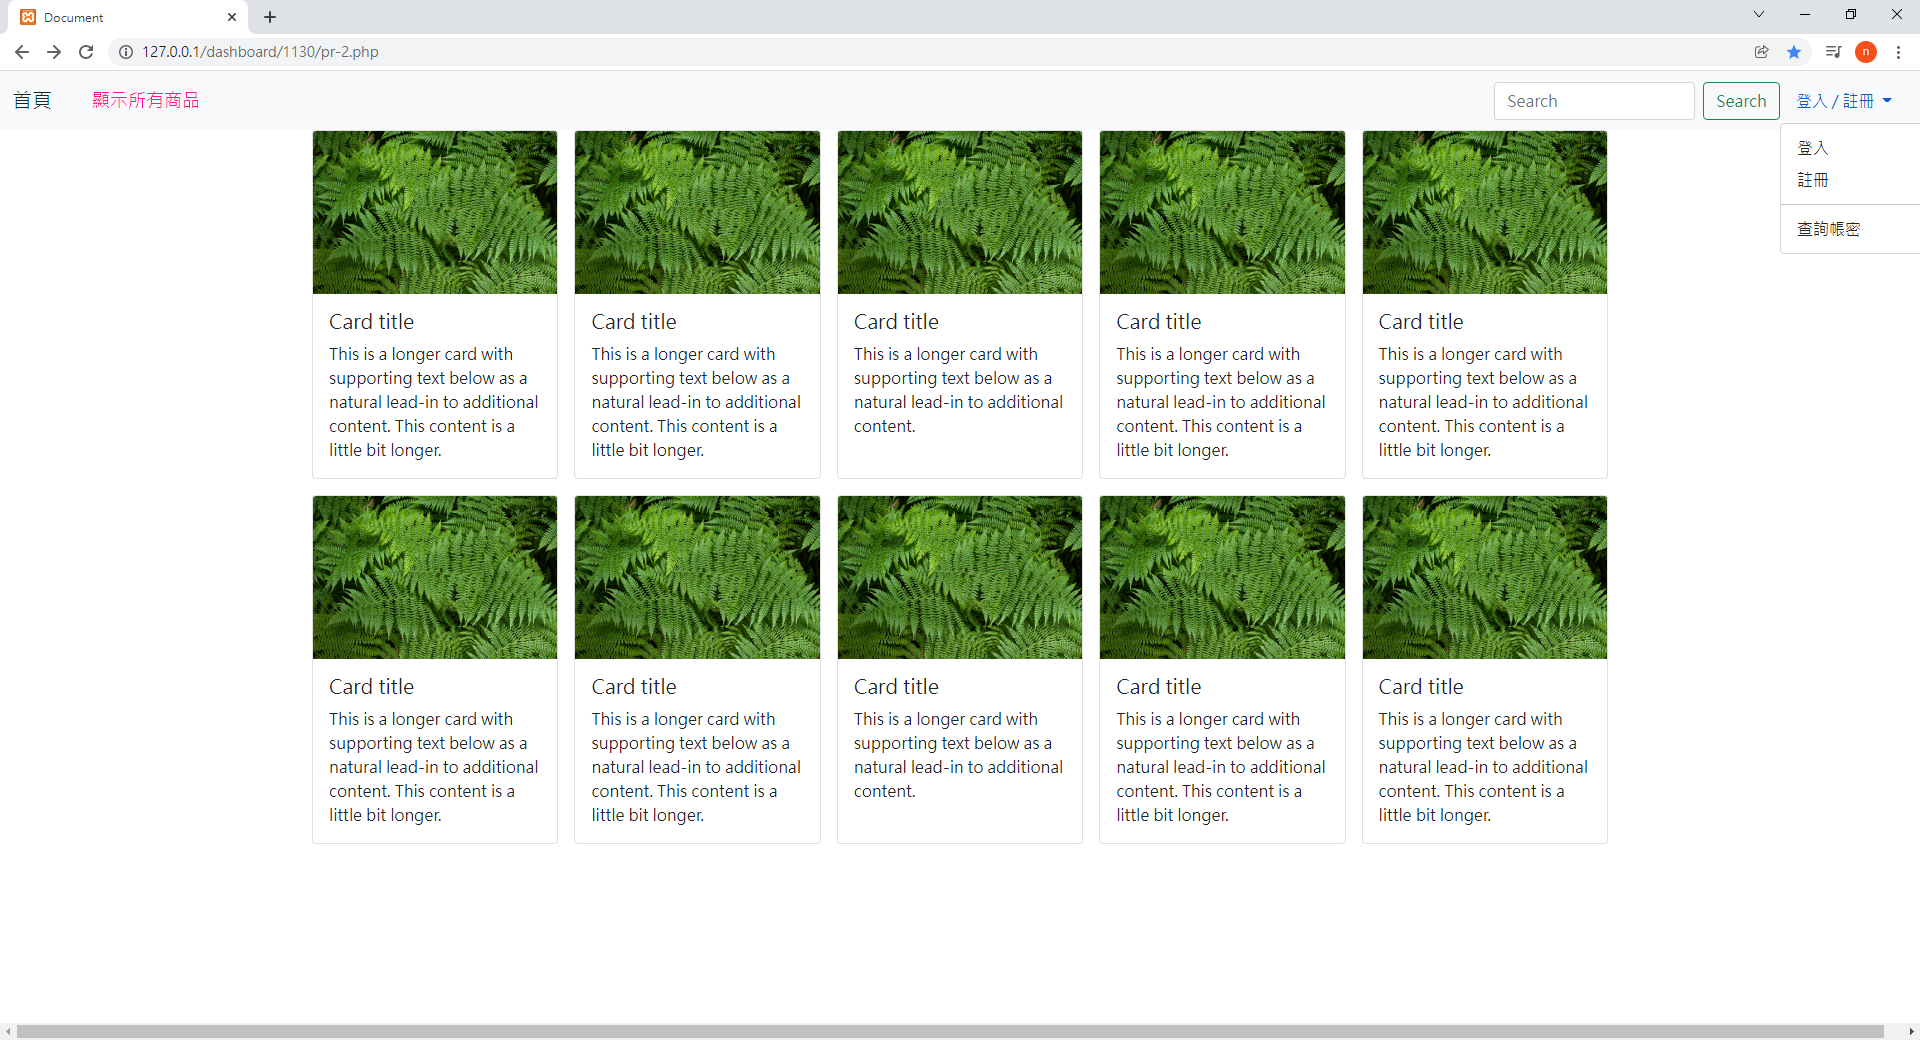 Document
127.0.0.1/dashboard/1130/pr-2.php
n
首頁 顯示所有商品 Search Search 登入 / 註冊
登入
註冊
查詢帳密
Card title
This is a longer card with
supporting text below as a
natural lead-in to additional
content. This content is a
little bit longer.
Card title
This is a longer card with
supporting text below as a
natural lead-in to additional
content. This content is a
little bit longer.
Card title
This is a longer card with
supporting text below as a
natural lead-in to additional
content.
Card title
This is a longer card with
supporting text below as a
natural lead-in to additional
content. This content is a
little bit longer.
Card title
This is a longer card with
supporting text below as a
natural lead-in to additional
content. This content is a
little bit longer.
Card title
This is a longer card with
supporting text below as a
natural lead-in to additional
content. This content is a
little bit longer.
Card title
This is a longer card with
supporting text below as a
natural lead-in to additional
content. This content is a
little bit longer.
Card title
This is a longer card with
supporting text below as a
natural lead-in to additional
content.
Card title
This is a longer card with
supporting text below as a
natural lead-in to additional
content. This content is a
little bit longer.
Card title
This is a longer card with
supporting text below as a
natural lead-in to additional
content. This content is a
little bit longer.